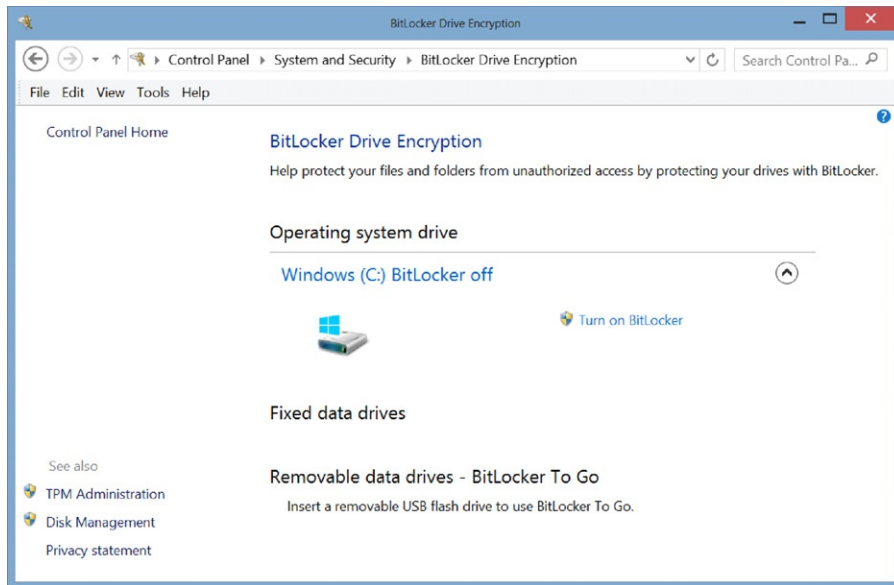 BitLocker Drive Encryption
Control Panel System and Security BitLocker Drive Encryption Search Control Pa...
File Edit View Tools Help
Control Panel Home
BitLocker Drive Encryption
Help protect your files and folders from unauthorized access by protecting your drives with BitLocker.
Operating system drive
Windows (C:) BitLocker off
Turn on BitLocker
Fixed data drives
Removable data drives - BitLocker To Go
Insert a removable USB flash drive to use BitLocker To Go.
See also
TPM Administration
Disk Management
Privacy statement